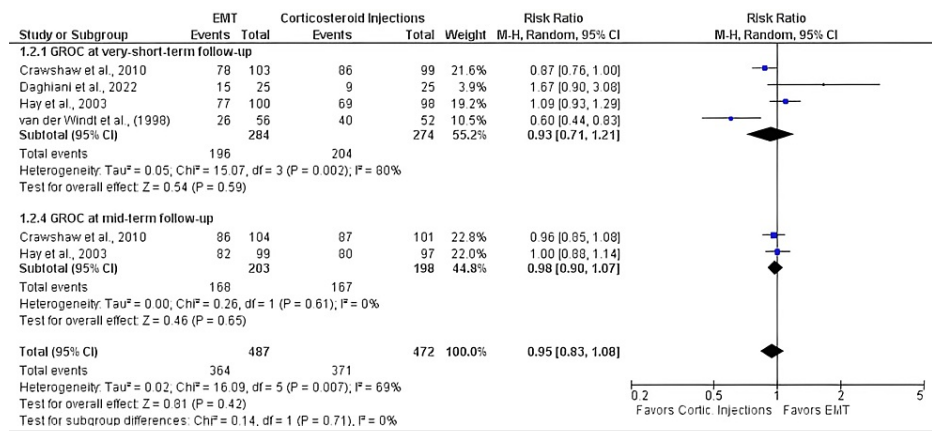 EMT Corticosteroid Injections Risk Ratio Risk Ratio
Study or Subgroup Events Total Events Total Weight M-H, Random, 95% CI M-H, Random, 95% CI
1.2.1 GROC at very-short-term follow-up
Crawshaw et al., 2010 78 103 86 99 21.6% 0.87 [0.76, 1.00]
Daghiani et al., 2022 15 25 9 25 3.9% 1.67 [0.90, 3.08]
Hay et al., 2003 77 100 69 98 19.2% 1.09 [0.93, 1.29]
van der Windt et al., (1998) 26 56 40 52 10.5% 0.60 [0.44, 0.83]
Subtotal (95% CI) 284 274 55.2% 0.93 [0.71, 1.21]
Total events 196 204
Heterogeneity: Tau² = 0.05; Chi² = 15.07, df = 3 (P = 0.002); I² = 80%
Test for overall effect: Z = 0.54 (P = 0.59)
1.2.4 GROC at mid-term follow-up
Crawshaw et al., 2010 86 104 87 101 22.8% 0.96 [0.85, 1.08]
Hay et al., 2003 82 99 80 97 22.0% 1.00 [0.88, 1.14]
Subtotal (95% CI) 203 198 44.8% 0.98 [0.90, 1.07]
Total events 168 167
Heterogeneity: Tau² = 0.00; Chi² = 0.26, df = 1 (P = 0.61); I² = 0%
Test for overall effect: Z = 0.46 (P = 0.65)
Total (95% CI) 487 472 100.0% 0.95 [0.83, 1.08]
Total events 364 371
Heterogeneity: Tau² = 0.02; Chi² = 16.09, df = 5 (P = 0.007); I² = 69%
Test for overall effect: Z = 0.81 (P = 0.42)
Test for subgroup differences: Chi² = 0.14, df = 1 (P = 0.71), I² = 0%
0.2 0.5 1 2 5
Favors Cortic. Injections Favors EMT